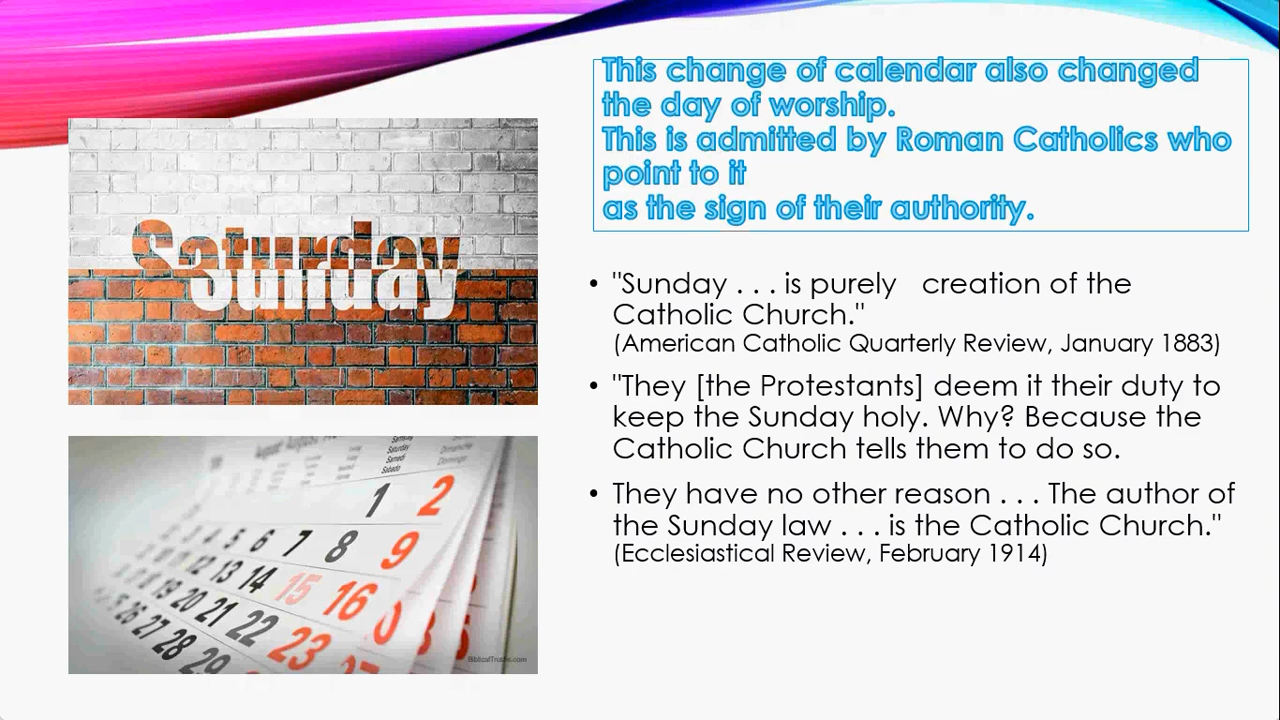 This change of calendar also changed
the day of worship.
This is admitted by Roman Catholics who
point to it
as the sign of their authority.
Saturday
Sunday
• "Sunday . . . is purely creation of the
Catholic Church."
(American Catholic Quarterly Review, January 1883)
• "They [the Protestants] deem it their duty to
keep the Sunday holy. Why? Because the
Catholic Church tells them to do so.
• They have no other reason . . . The author of
the Sunday law . . . is the Catholic Church."
(Ecclesiastical Review, February 1914)
Saturday
Samedi
Sabado
1 2
4 5 6 7 8 9
12 13 14 15 16
19 20 21 22 23
26 27 28 29
BiblicalTruths.com